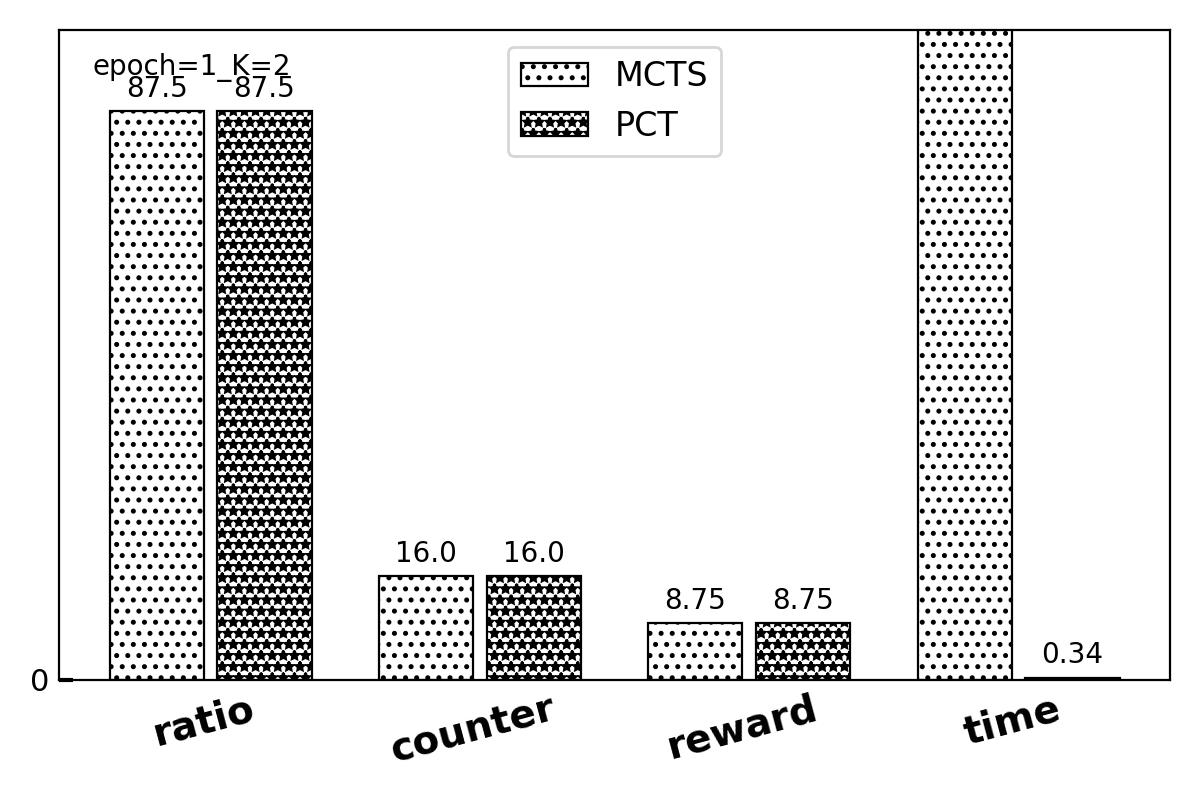 epoch=1_K=2
87.5 87.5
MCTS
PCT
16.0 16.0
8.75 8.75
0.34
0
ratio counter reward time